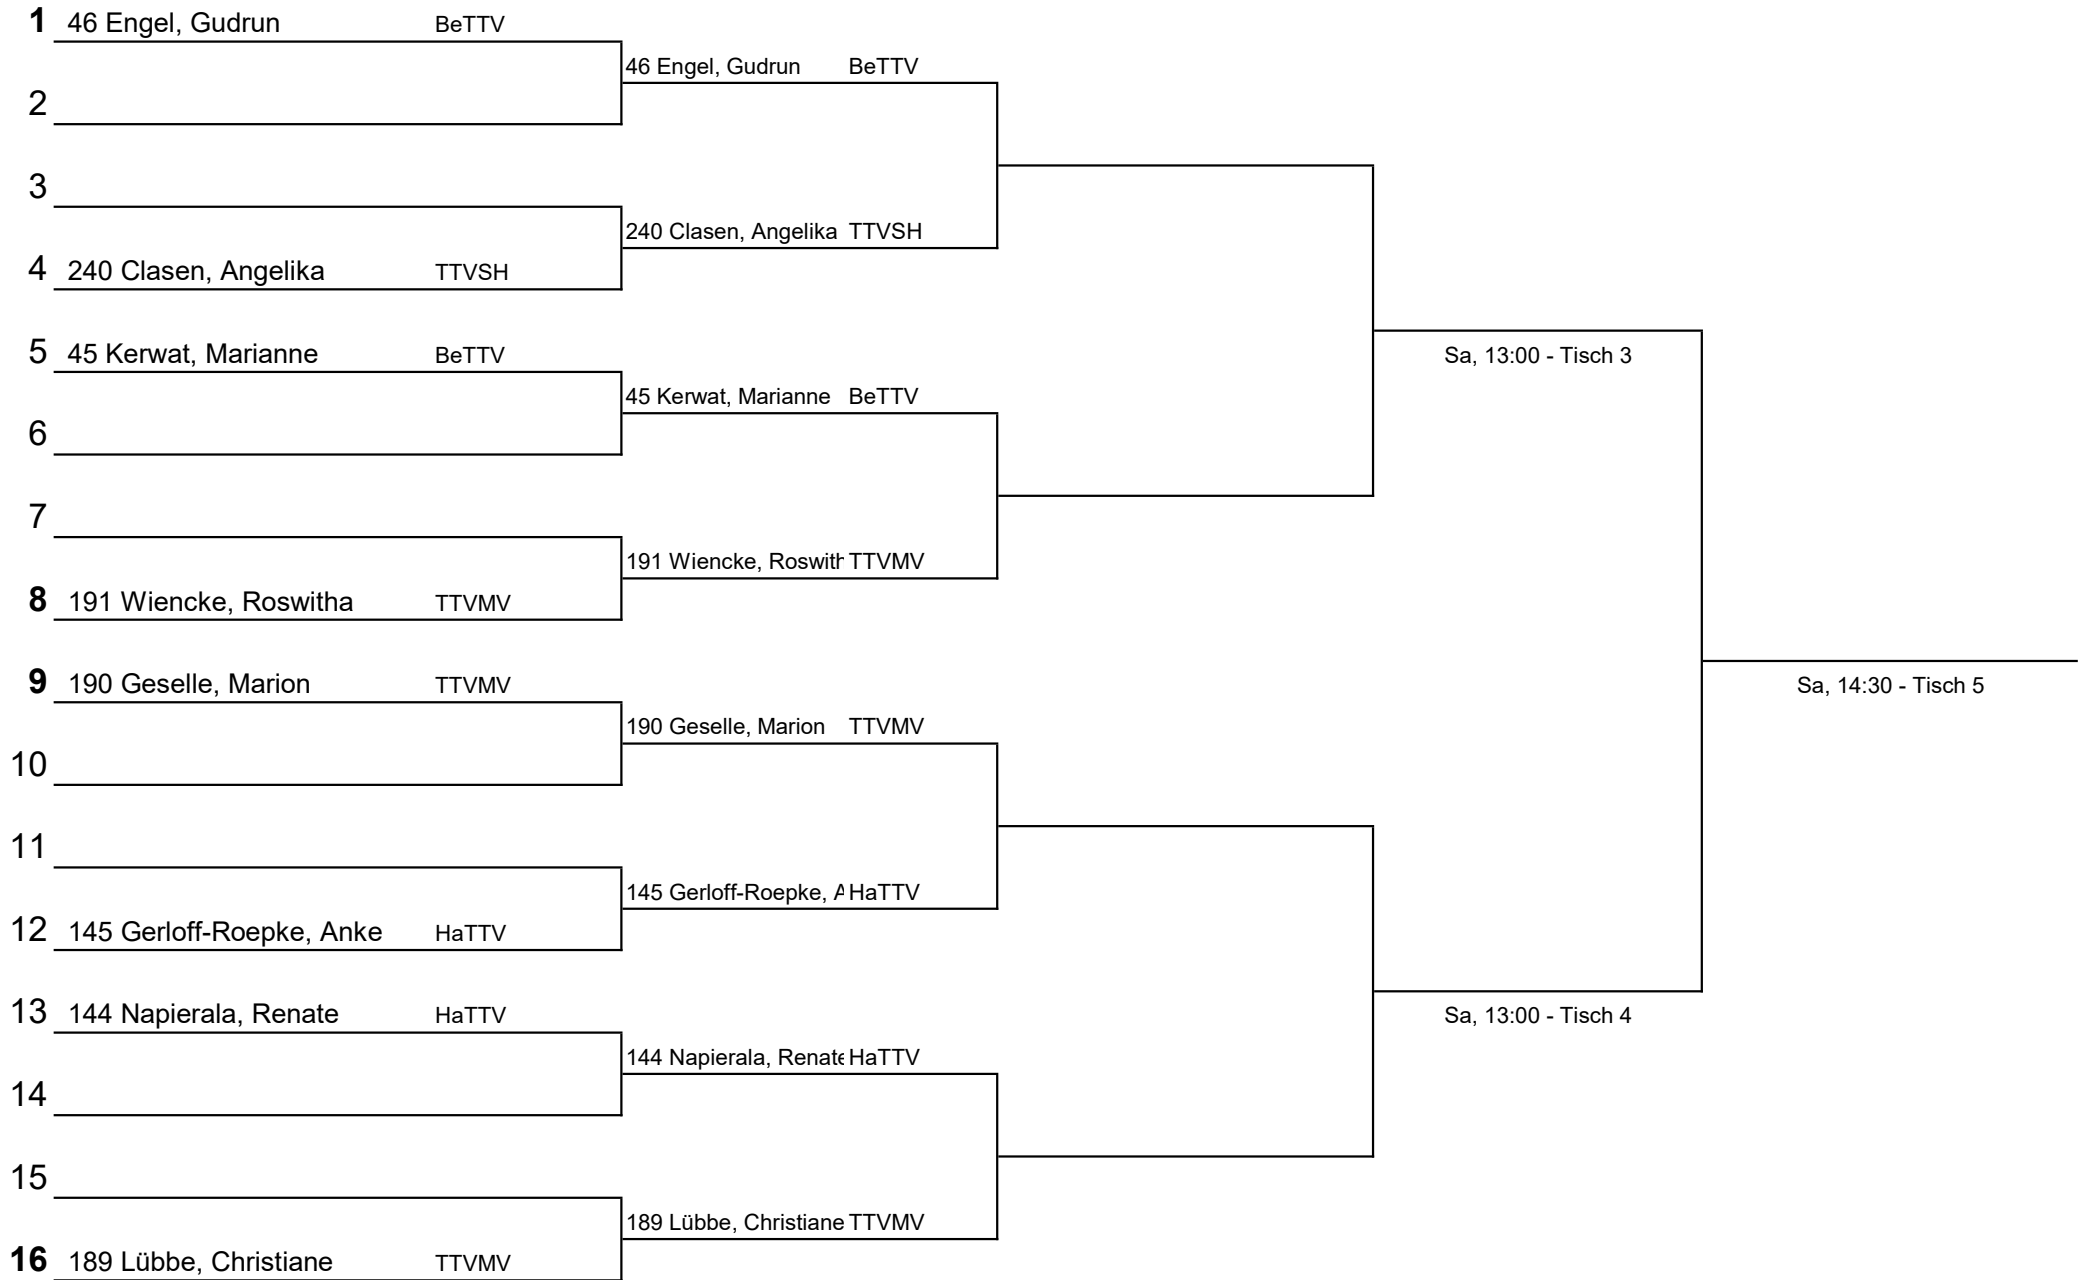 1 46 Engel, Gudrun BeTTV
46 Engel, Gudrun BeTTV
2
3
240 Clasen, Angelika TTVSH
4 240 Clasen, Angelika TTVSH
5 45 Kerwat, Marianne BeTTV
Sa, 13:00 - Tisch 3
45 Kerwat, Marianne BeTTV
6
7
191 Wiencke, Roswith TTVMV
8 191 Wiencke, Roswitha TTVMV
9 190 Geselle, Marion TTVMV
Sa, 14:30 - Tisch 5
190 Geselle, Marion TTVMV
10
11
145 Gerloff-Roepke, A HaTTV
12 145 Gerloff-Roepke, Anke HaTTV
13 144 Napierala, Renate HaTTV
Sa, 13:00 - Tisch 4
144 Napierala, Renate HaTTV
14
15
189 Lübbe, Christiane TTVMV
16 189 Lübbe, Christiane TTVMV